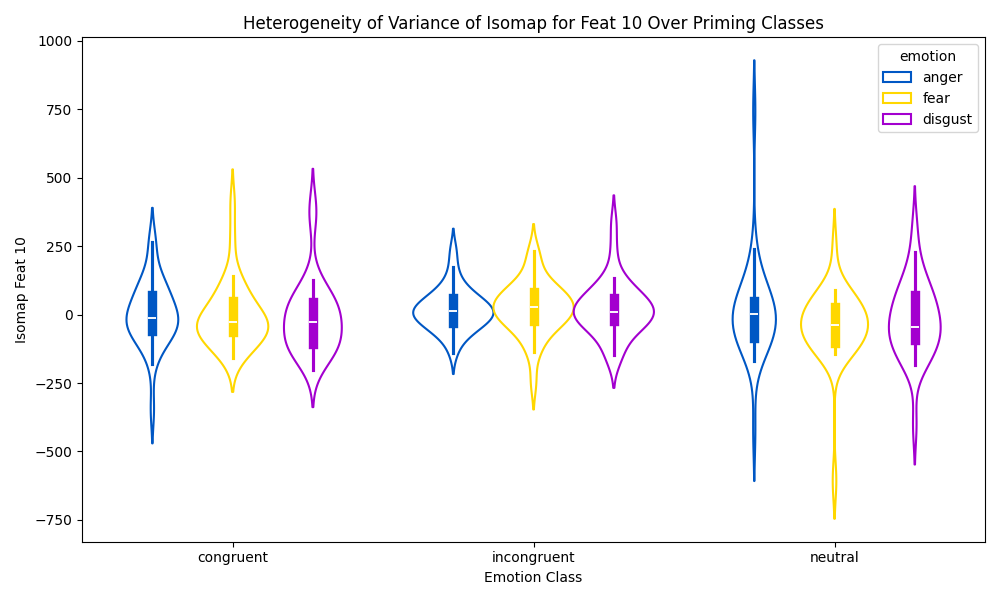 Heterogeneity of Variance of Isomap for Feat 10 Over Priming Classes
1000
750
500
250
0
−250
−500
−750
Isomap Feat 10
emotion
anger
fear
disgust
congruent
incongruent
neutral
Emotion Class